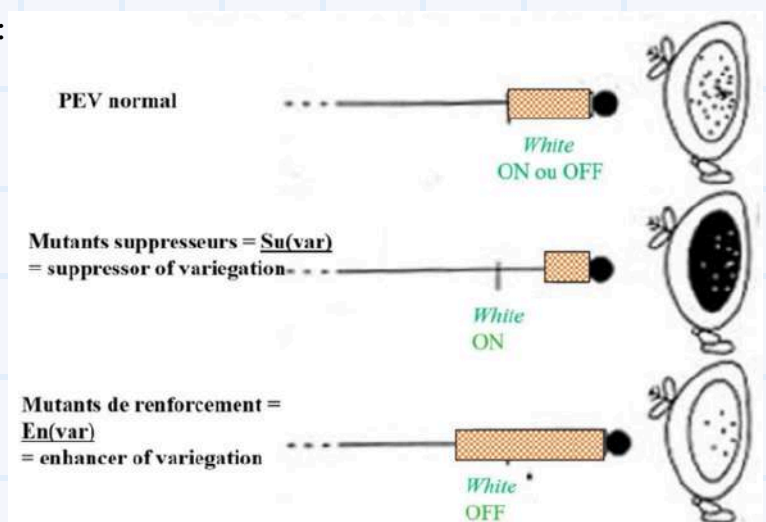 :
PEV normal
White
ON ou OFF
Mutants suppresseurs = Su(var)
= suppressor of variegation
White
ON
Mutants de renforcement =
En(var)
= enhancer of variegation
White
OFF